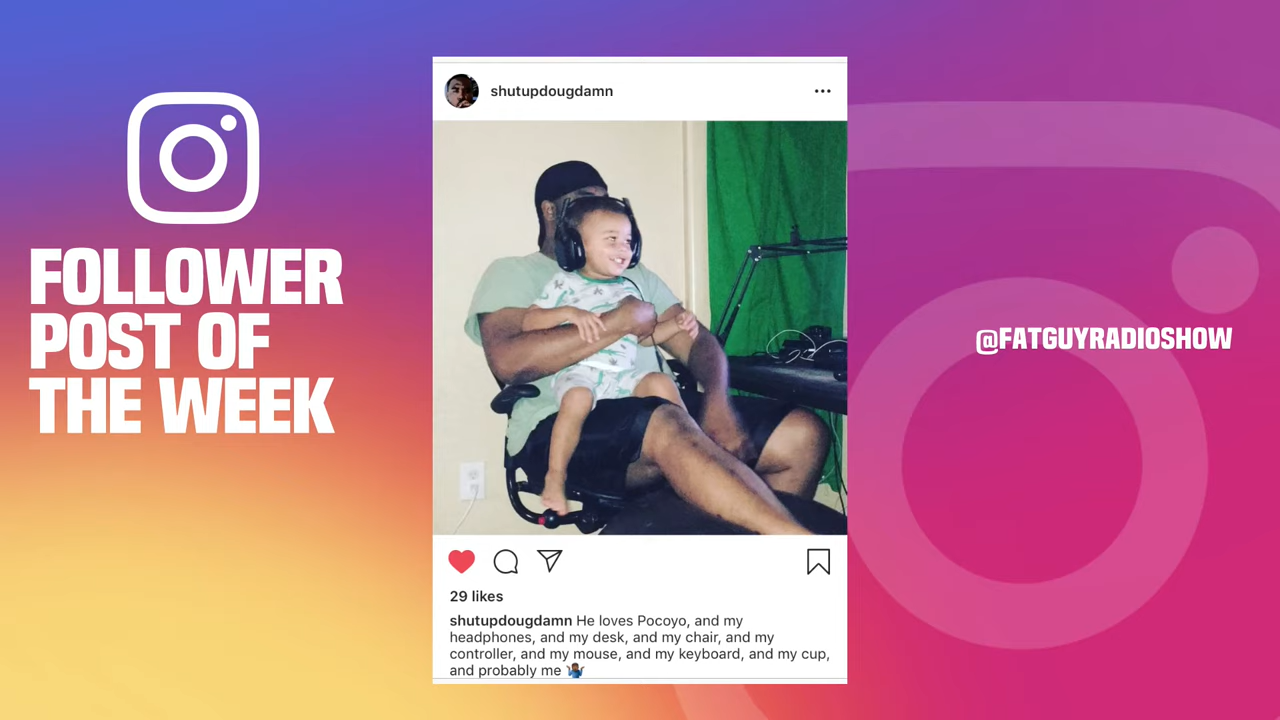 FOLLOWER
POST OF
THE WEEK
shutupdougdamn
29 likes
shutupdougdamn He loves Pocoyo, and my
headphones, and my desk, and my chair, and my
controller, and my mouse, and my keyboard, and my cup,
and probably me 🤷🏾‍♂️
@FATGUYRADIOSHOW